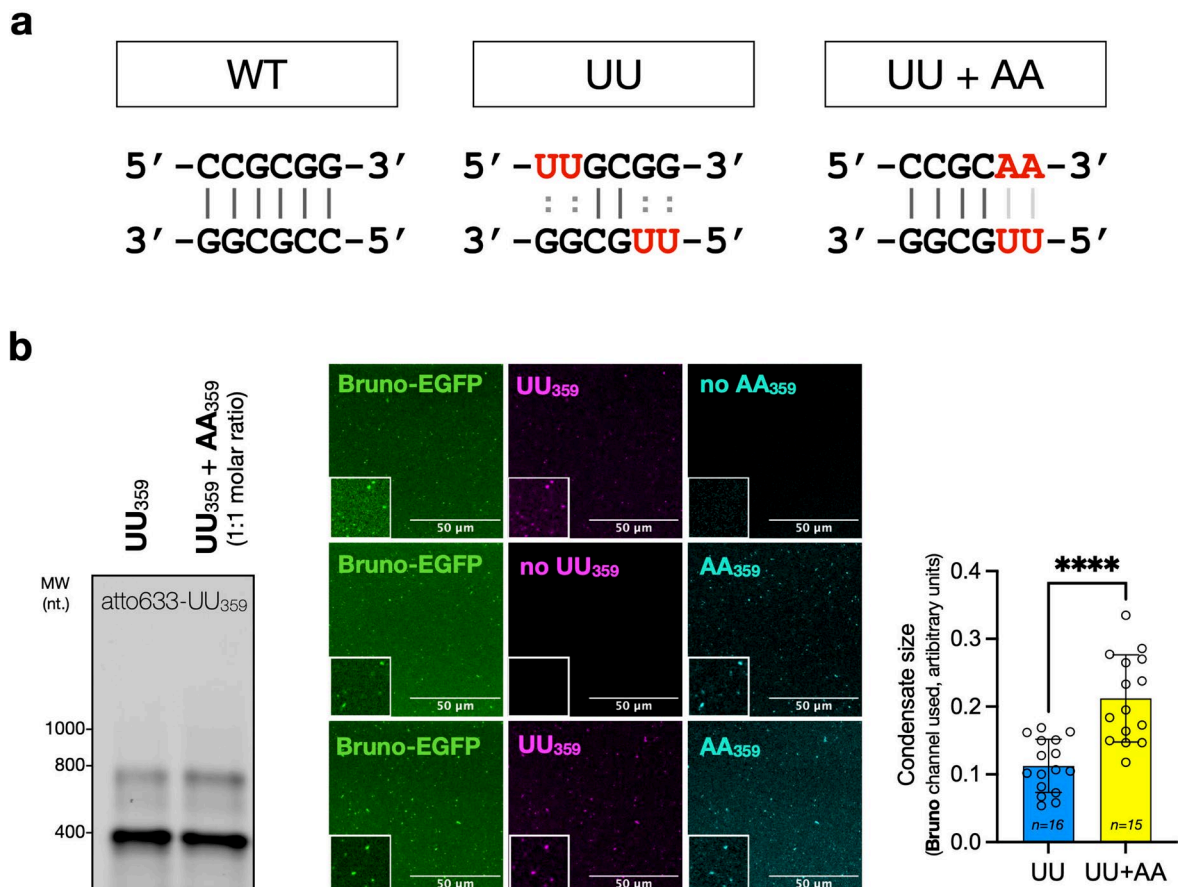 a
WT
UU
UU + AA
5′ –CCGCGG–3′
3′ –GGCGCC–5′
5′ –UUGCGG–3′
3′ –GGCGUU–5′
5′ –CCGCAA–3′
3′ –GGCGUU–5′
b
UU359
UU359 + AA359
(1:1 molar ratio)
MW
(nt.)
atto633-UU359
1000
800
400
Bruno-EGFP
UU359
no AA359
50 µm
50 µm
50 µm
Bruno-EGFP
no UU359
AA359
50 µm
50 µm
50 µm
Bruno-EGFP
UU359
AA359
50 µm
50 µm
50 µm
Condensate size
(Bruno channel used, artibitrary units)
0.4
0.3
0.2
0.1
0.0
****
n=16
n=15
UU
UU+AA